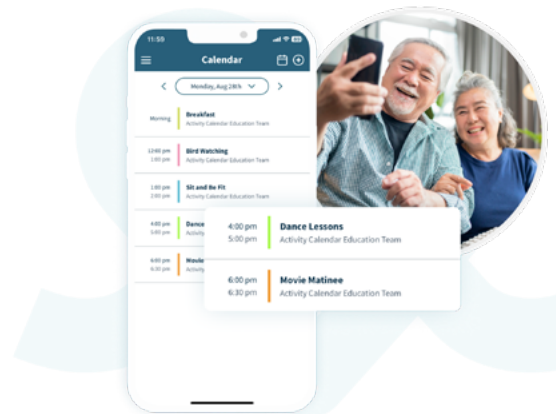 11:59
Calendar
Monday, Aug 28th
Morning Breakfast
Activity Calendar Education Team
12:00 pm Bird Watching
1:00 pm Activity Calendar Education Team
1:00 pm Sit and Be Fit
2:00 pm Activity Calendar Education Team
4:00 pm Dance
5:00 pm Activity
6:00 pm Movie
6:30 pm Activity
4:00 pm Dance Lessons
5:00 pm Activity Calendar Education Team
6:00 pm Movie Matinee
6:30 pm Activity Calendar Education Team